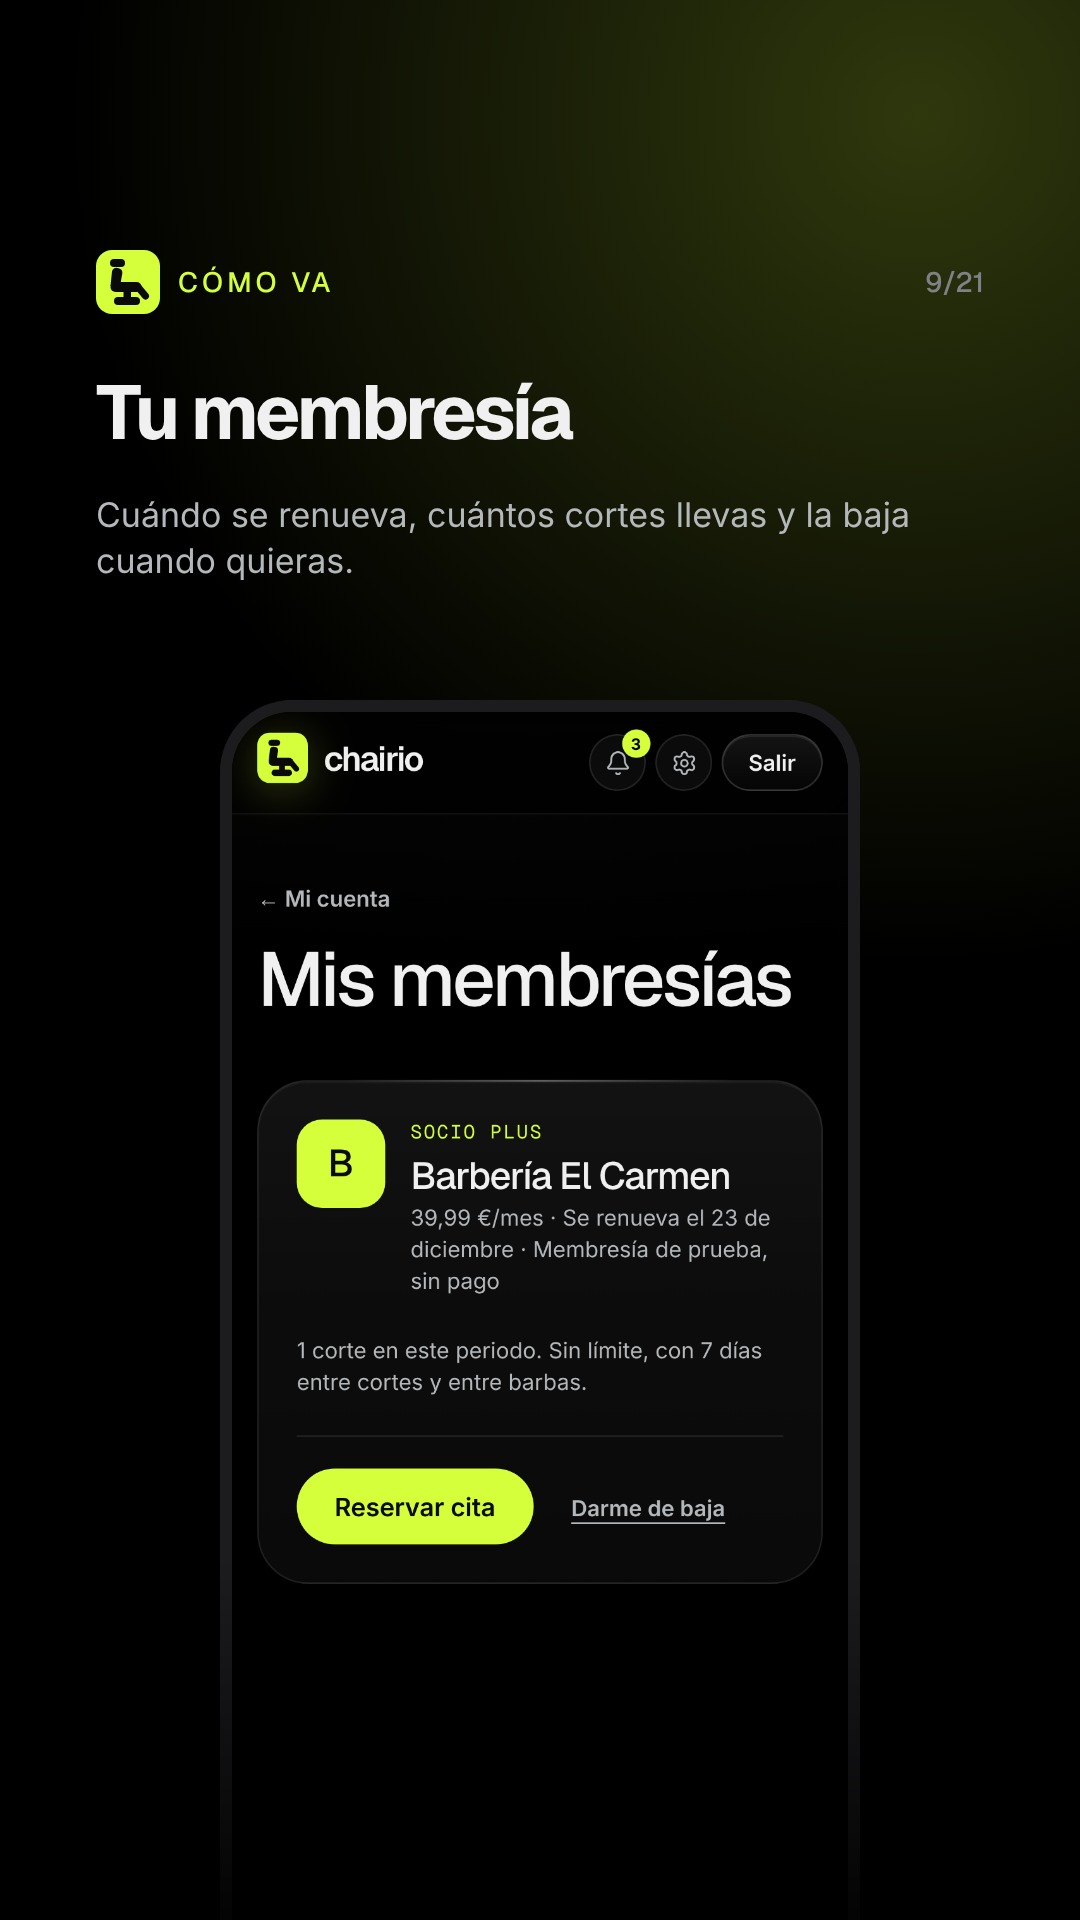 CÓMO VA
9/21
Tu membresía
Cuándo se renueva, cuántos cortes llevas y la baja
cuando quieras.
chairio
3
Salir
← Mi cuenta
Mis membresías
B
SOCIO PLUS
Barbería El Carmen
39,99 €/mes · Se renueva el 23 de
diciembre · Membresía de prueba,
sin pago
1 corte en este periodo. Sin límite, con 7 días
entre cortes y entre barbas.
Reservar cita
Darme de baja